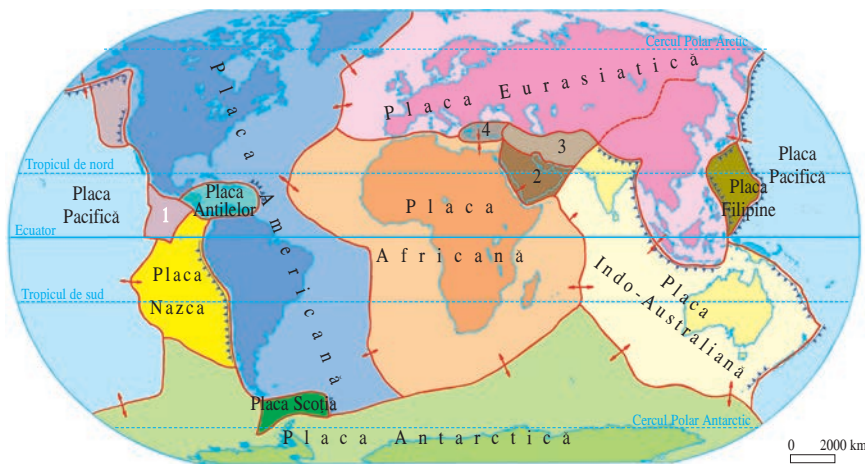 Cercul Polar Arctic
Placa Eurasiatică
Placa Americană
4
3
Tropicul de nord
2
Placa
Pacifică
Placa
Pacifică
Placa
Antilelor
Placa
Filipine
1
Placa
Africană
Ecuator
Placa
Nazca
Placa
Indo-Australiană
Tropicul de sud
Placa Scoția
Cercul Polar Antarctic
Placa Antarctică
0 2000 km